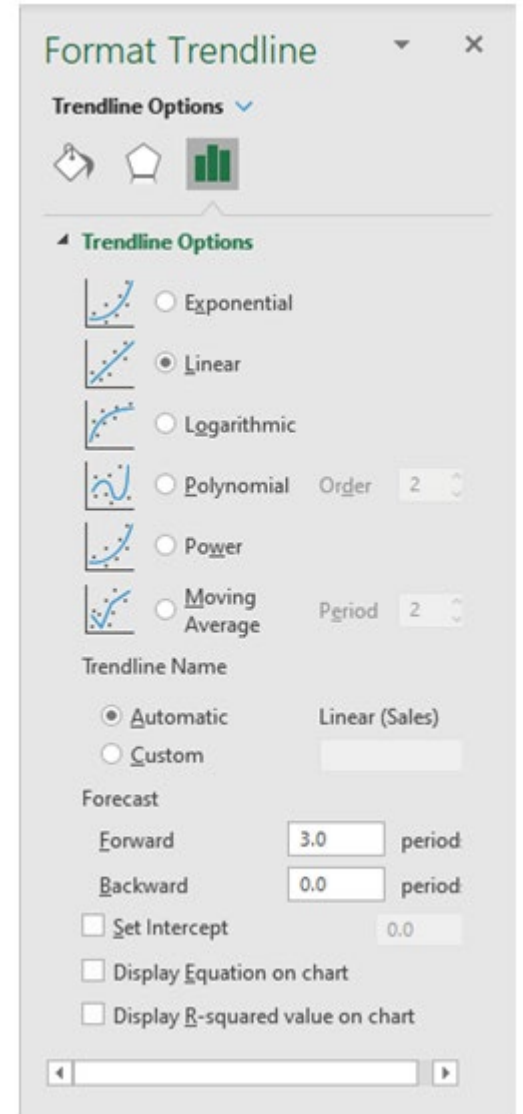 Format Trendline
Trendline Options
Trendline Options
Exponential
Linear
Logarithmic
Polynomial Order 2
Power
Moving
Average Period 2
Trendline Name
Automatic Linear (Sales)
Custom
Forecast
Forward 3.0 period
Backward 0.0 period
Set Intercept 0.0
Display Equation on chart
Display R-squared value on chart